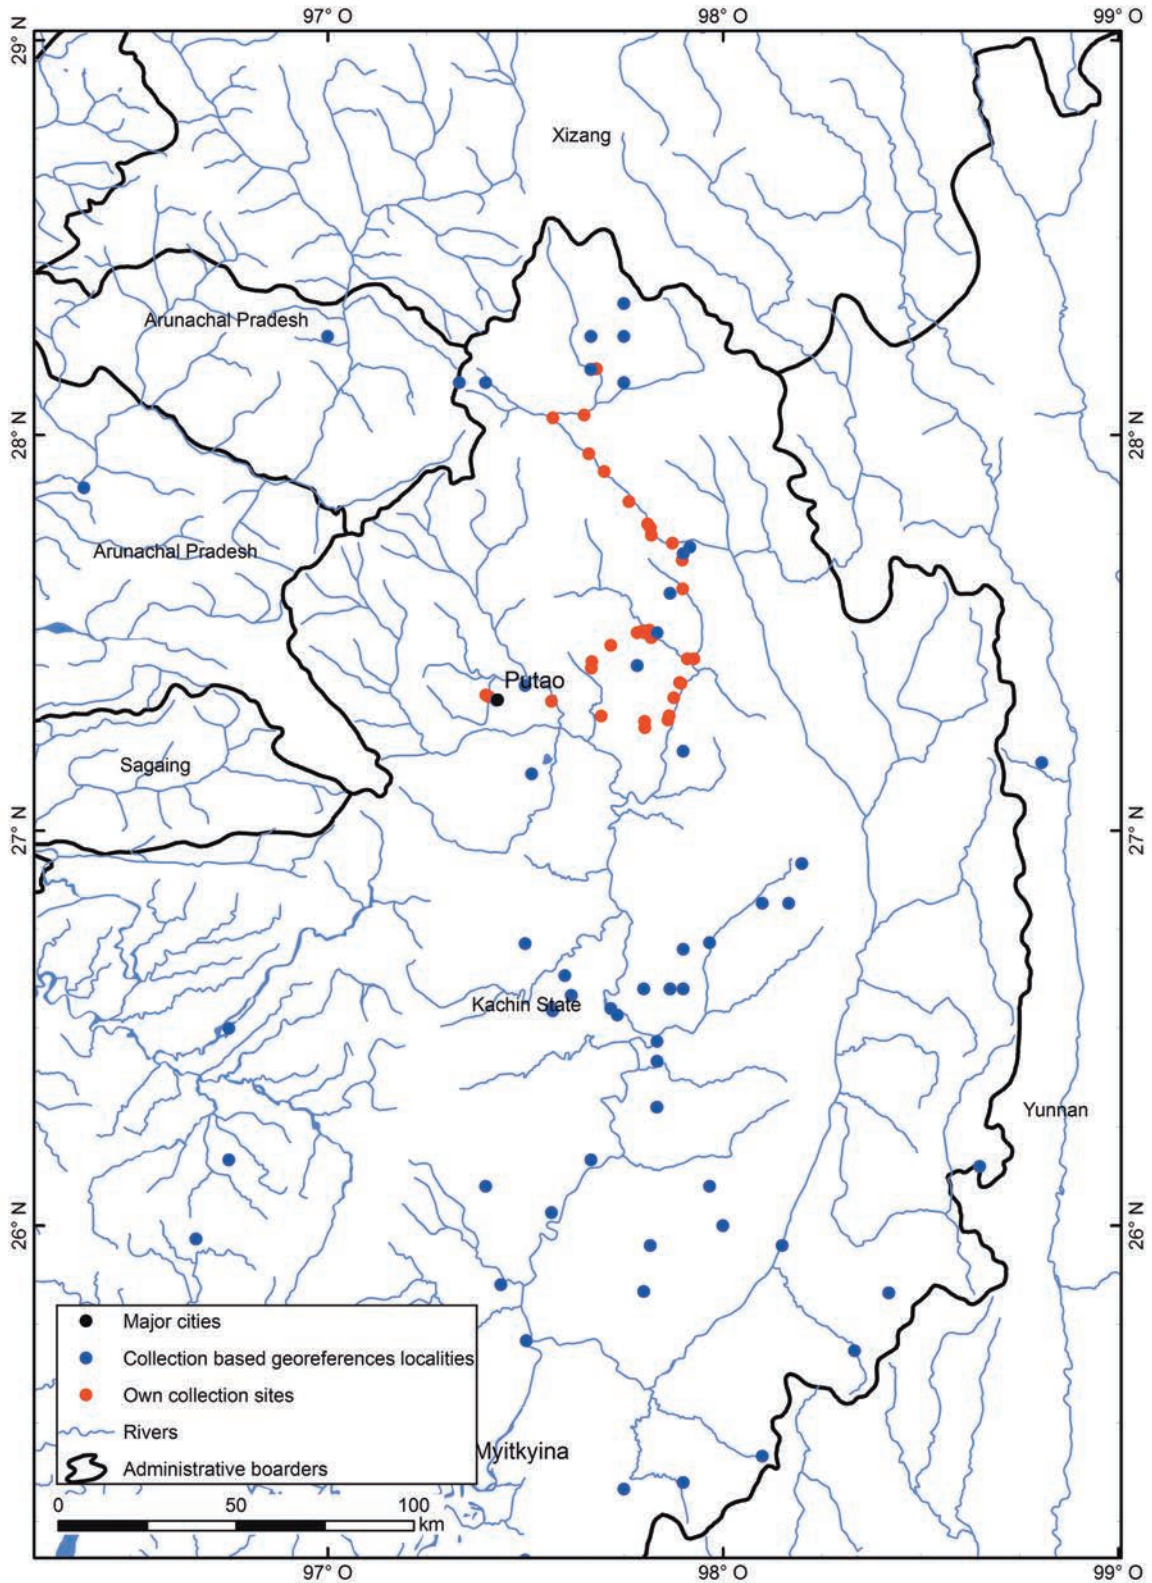 97° O
98° O
99° O
29° N
Xizang
Arunachal Pradesh
28° N
28° N
Arunachal Pradesh
Putao
Sagaing
27° N
27° N
Kachin State
Yunnan
26° N
26° N
Major cities
Collection based georeferences localities
Own collection sites
Rivers
Administrative boarders
Myitkyina
0
50
100
km
97° O
98° O
99° O